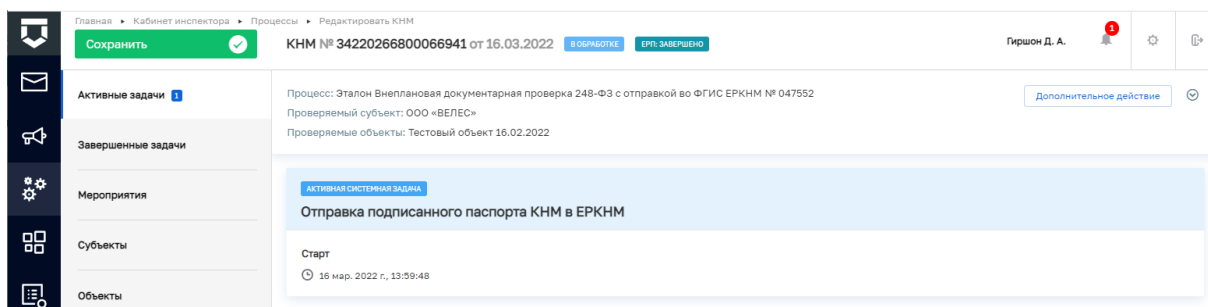 Главная ▸ Кабинет инспектора ▸ Процессы ▸ Редактировать КНМ
Сохранить
КНМ № 34220266800066941 от 16.03.2022 В ОБРАБОТКЕ ЕРП: ЗАВЕРШЕНО
Гиршон Д. А.
1
Активные задачи 1
Завершенные задачи
Мероприятия
Субъекты
Объекты
Процесс: Эталон Внеплановая документарная проверка 248-ФЗ с отправкой во ФГИС ЕРКНМ № 047552
Проверяемый субъект: ООО «ВЕЛЕС»
Проверяемые объекты: Тестовый объект 16.02.2022
Дополнительное действие
АКТИВНАЯ СИСТЕМНАЯ ЗАДАЧА
Отправка подписанного паспорта КНМ в ЕРКНМ
Старт
16 мар. 2022 г., 13:59:48